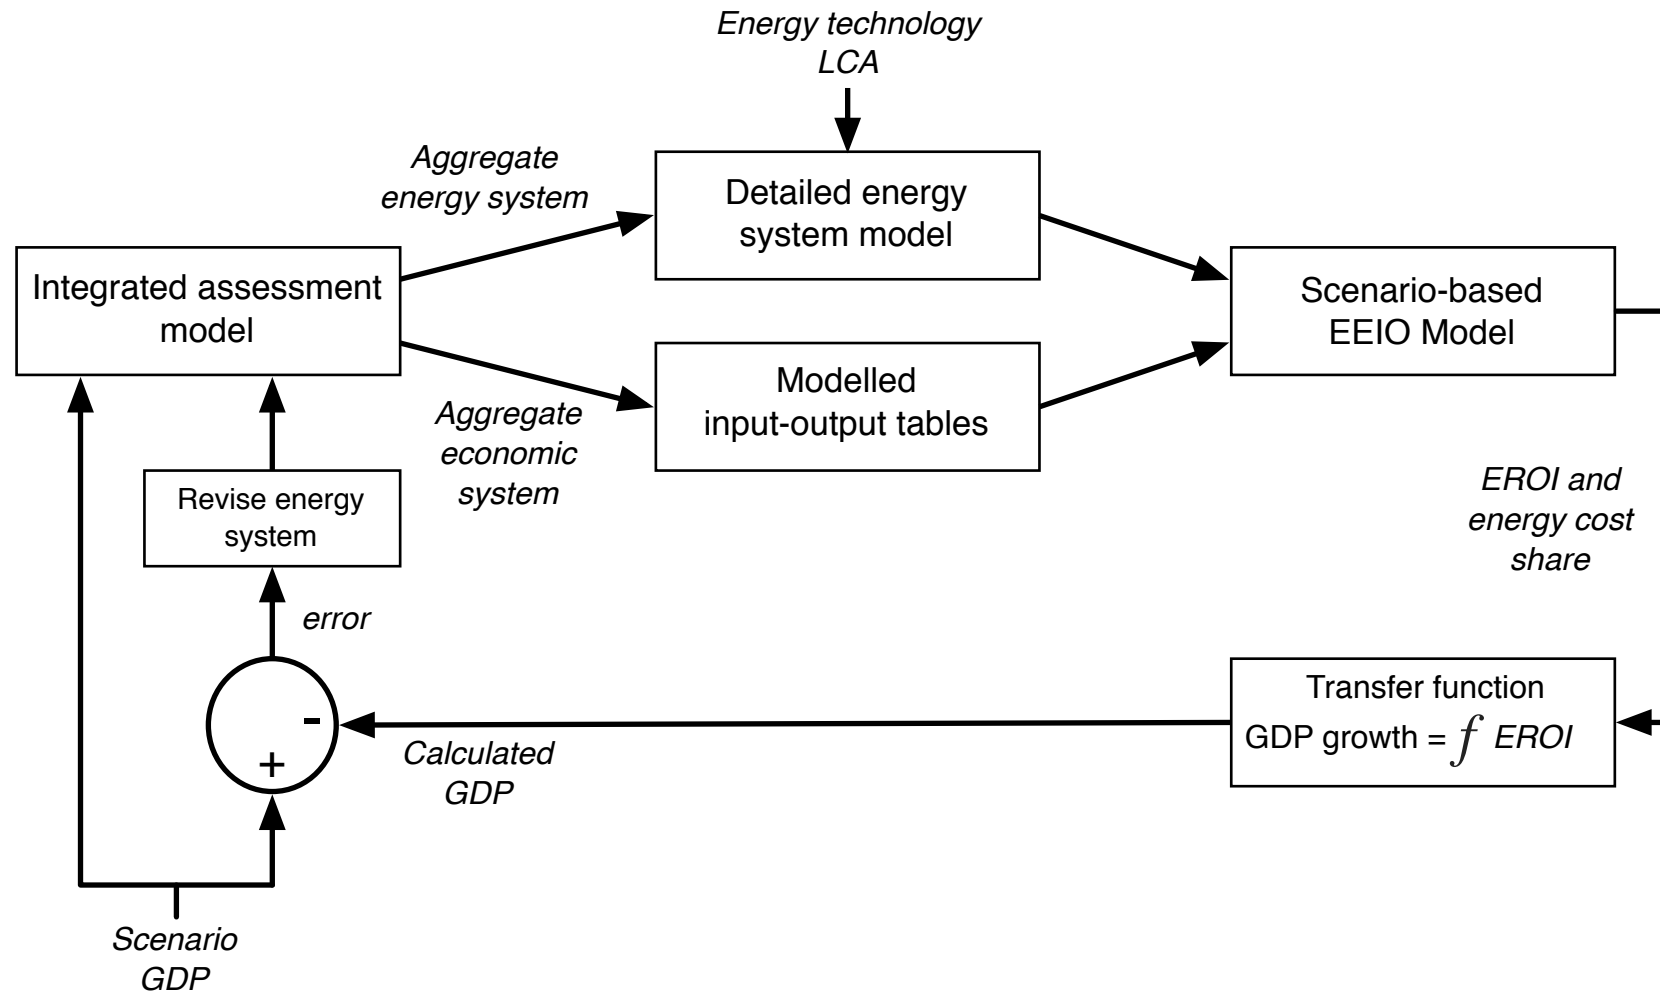 Energy technology
LCA
Aggregate
energy system
Detailed energy
system model
Integrated assessment
model
Scenario-based
EEIO Model
Modelled
input-output tables
Aggregate
economic
system
Revise energy
system
EROI and
energy cost
share
error
Transfer function
GDP growth = f EROI
-
+
Calculated
GDP
Scenario
GDP